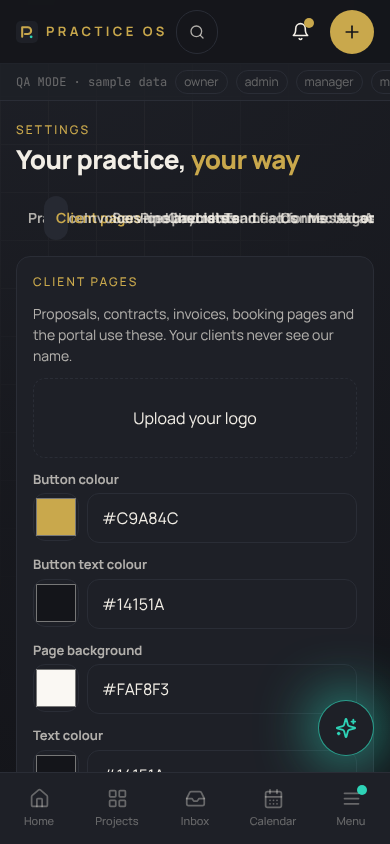 PRACTICE OS
QA MODE · sample data owner admin manager
SETTINGS
Your practice, your way
Client pages
CLIENT PAGES
Proposals, contracts, invoices, booking pages and
the portal use these. Your clients never see our
name.
Upload your logo
Button colour
#C9A84C
Button text colour
#14151A
Page background
#FAF8F3
Text colour
Home Projects Inbox Calendar Menu